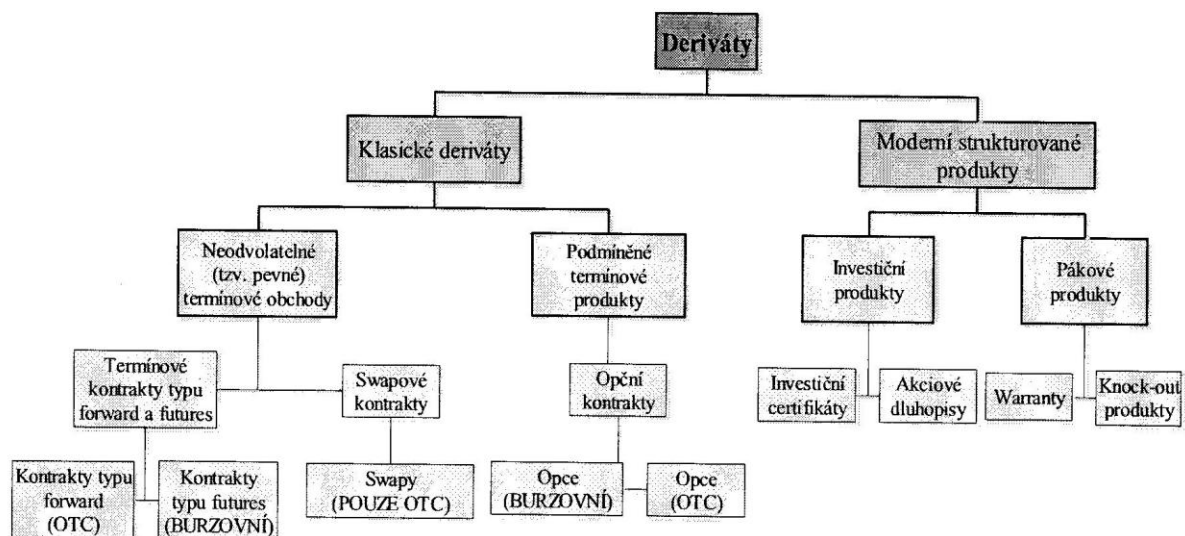 Deriváty
Klasické deriváty
Moderní strukturované
produkty
Neodvolatelné
(tzv. pevné)
termínové obchody
Podmíněné
termínové
produkty
Investiční
produkty
Pákové
produkty
Termínové
kontrakty typu
forward a futures
Swapové
kontrakty
Opční
kontrakty
Investiční
certifikáty
Akciové
dluhopisy
Warranty
Knock-out
produkty
Kontrakty typu
forward
(OTC)
Kontrakty
typu futures
(BURZOVNÍ)
Swapy
(POUZE OTC)
Opce
(BURZOVNÍ)
Opce
(OTC)